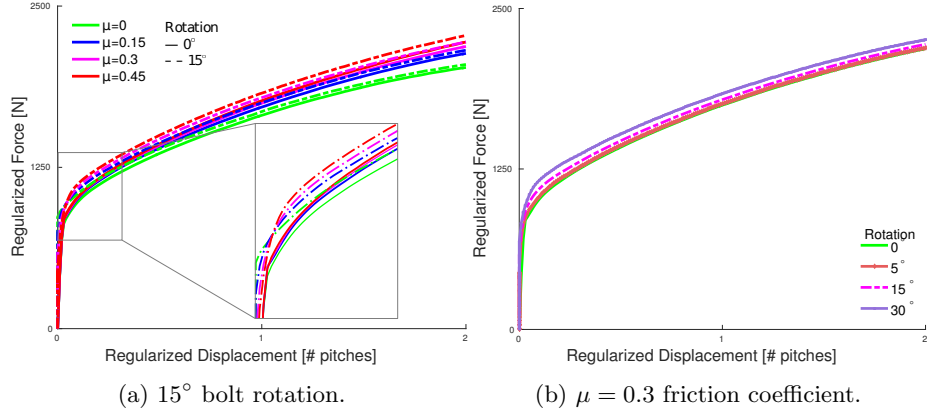 2500
μ=0
μ=0.15
μ=0.3
μ=0.45
Rotation
0°
15°
Regularized Force [N]
1250
0
0
1
2
Regularized Displacement [# pitches]
(a) 15° bolt rotation.
2500
Regularized Force [N]
1250
0
Rotation
0°
5°
15°
30°
0
1
2
Regularized Displacement [# pitches]
(b) μ = 0.3 friction coefficient.